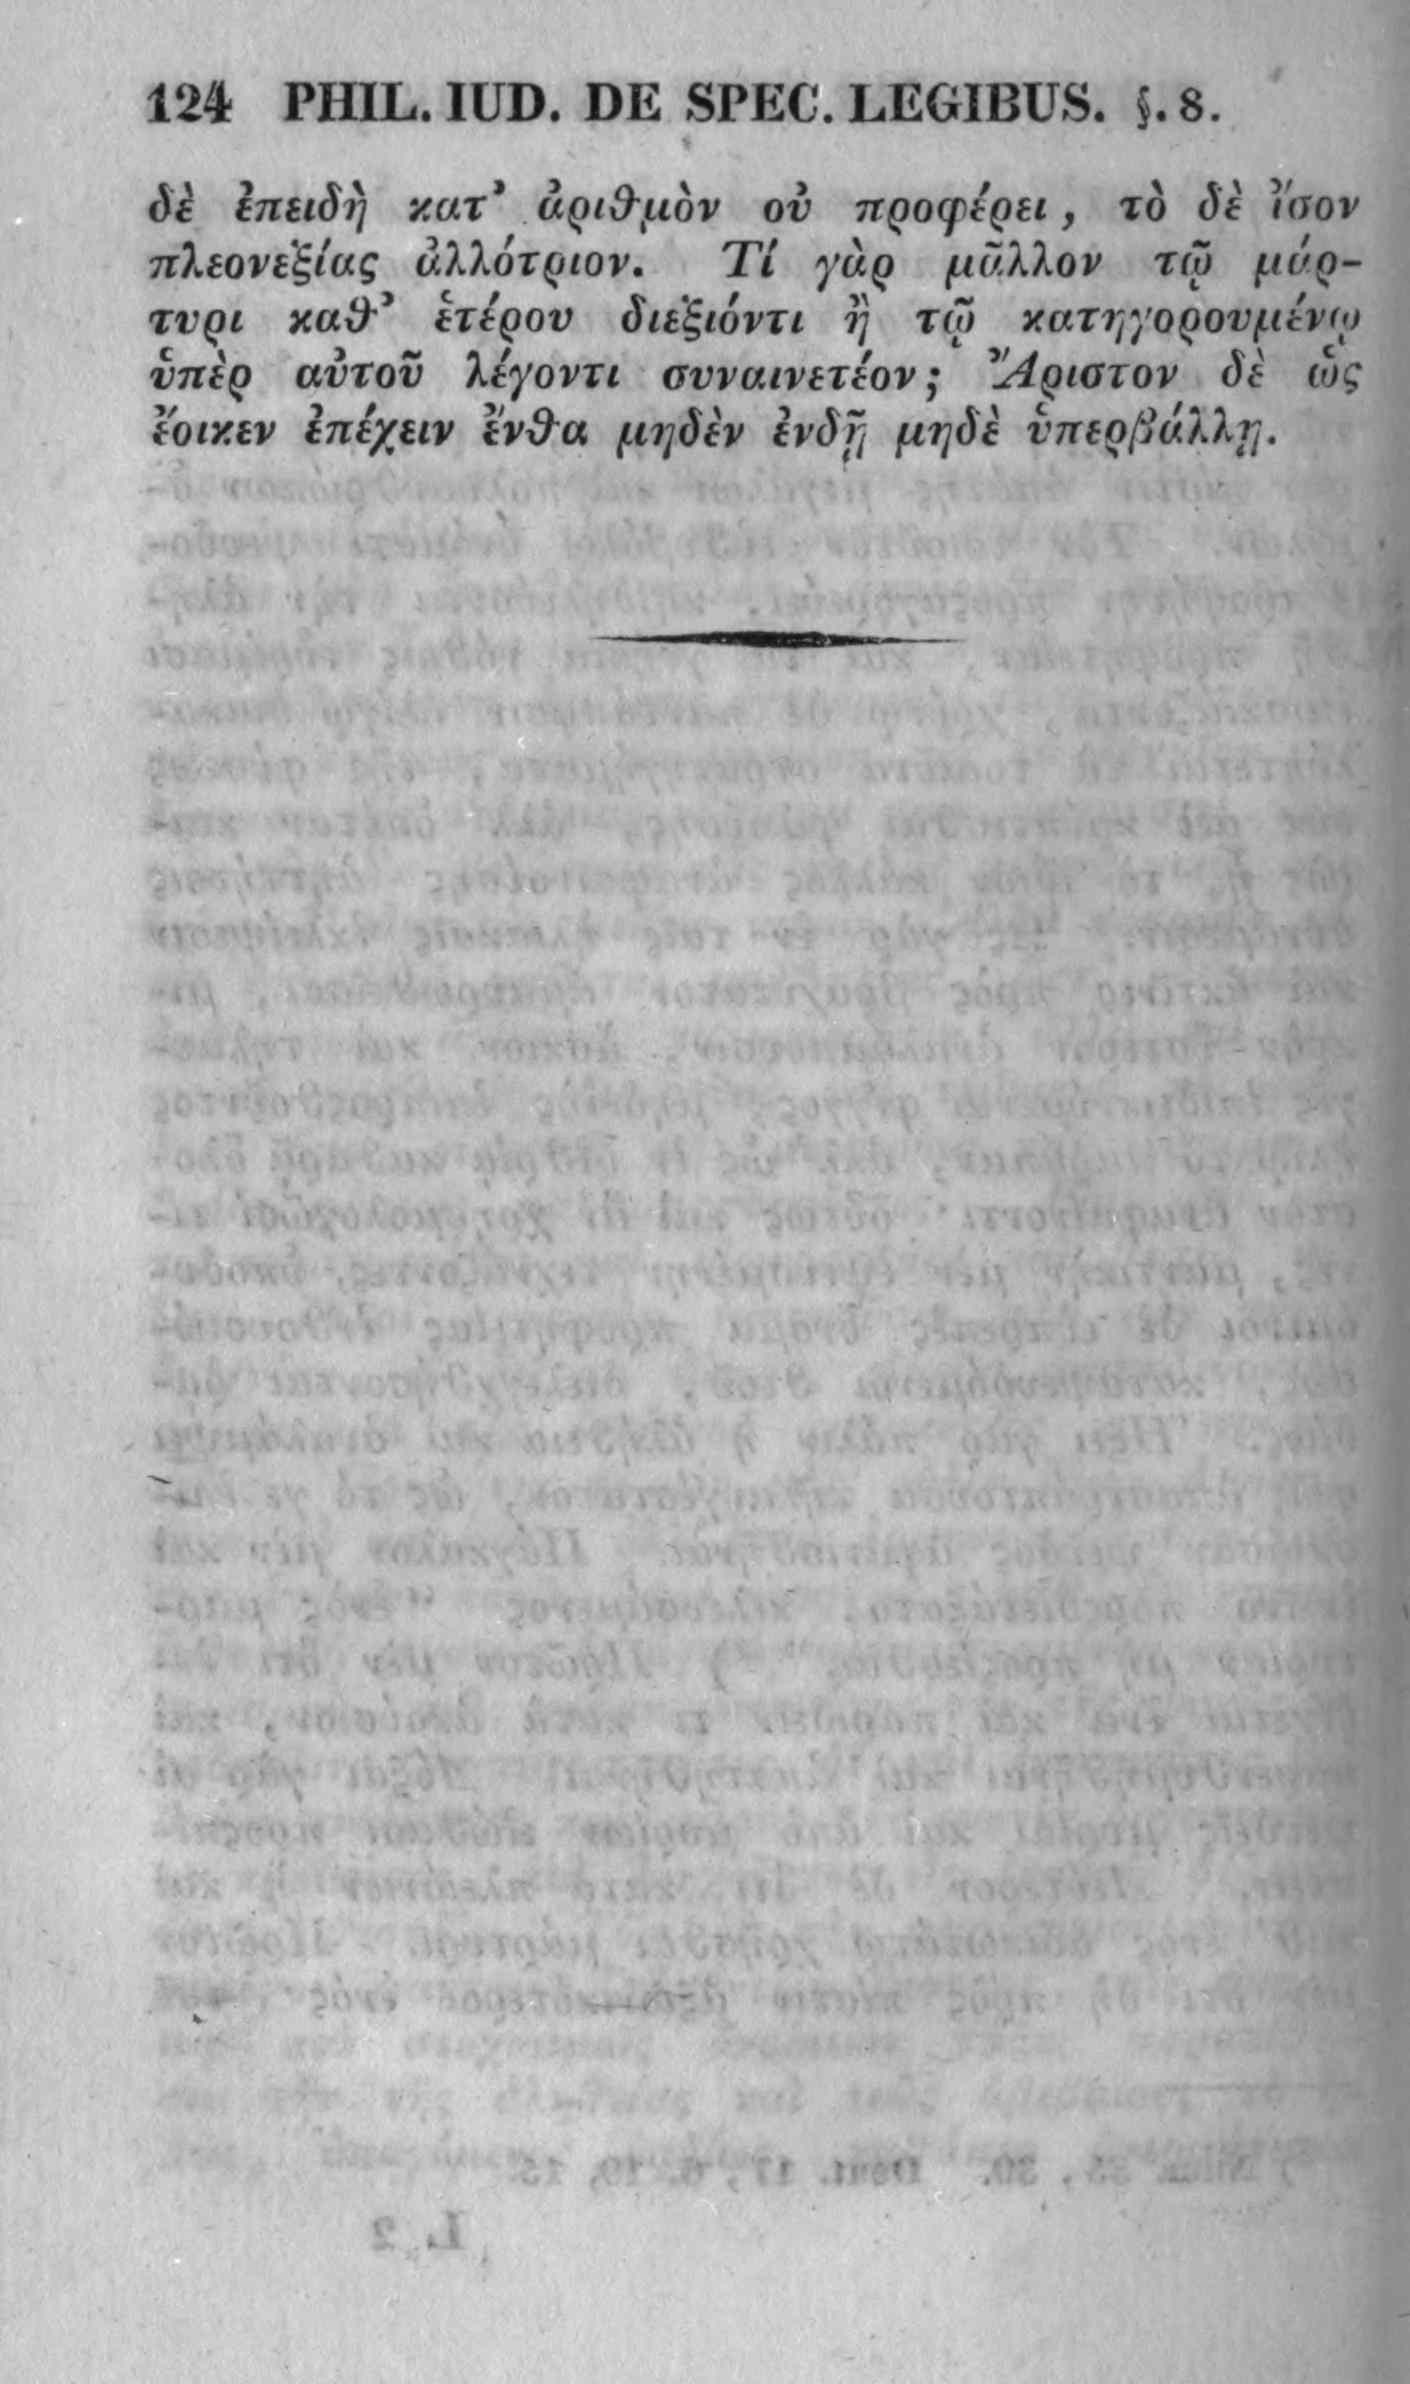 124 PHIL. IUD. DE SPEC. LEGIBUS. §. 8.
δὲ ἐπειδὴ κατ’ ἀριθμὸν οὐ προφέρει, τὸ δὲ ἴσον
πλεονεξίας ἀλλότριον. Τί γὰρ μᾶλλον τῷ μάρ-
τυρι καθ’ ἑτέρου διεξιόντι ἢ τῷ κατηγορουμένῳ
ὑπὲρ αὑτοῦ λέγοντι συναινετέον; Ἄριστον δὲ ὡς
ἔοικεν ἐπέχειν ἔνθα μηδὲν ἐνδῇ μηδὲ ὑπερβάλλῃ.